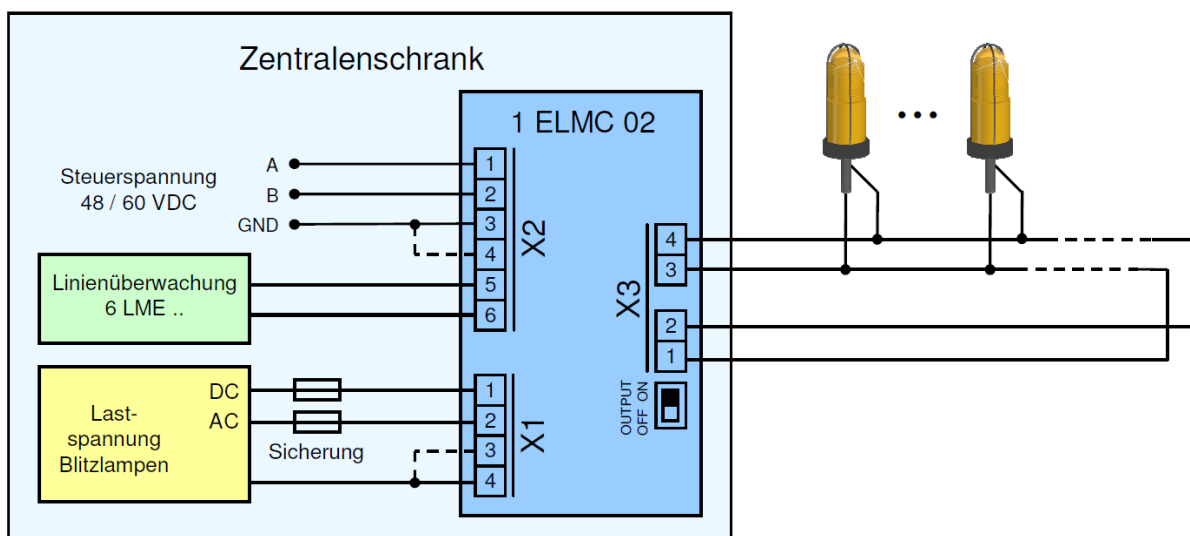 Zentralenschrank
1 ELMC 02
Steuerspannung
48 / 60 VDC
A
B
GND
1
2
3
4
5
6
X2
Linienüberwachung
6 LME ..
Last-
spannung
Blitzlampen
DC
AC
Sicherung
1
2
3
4
X1
4
3
2
1
X3
OUTPUT
OFF ON
...